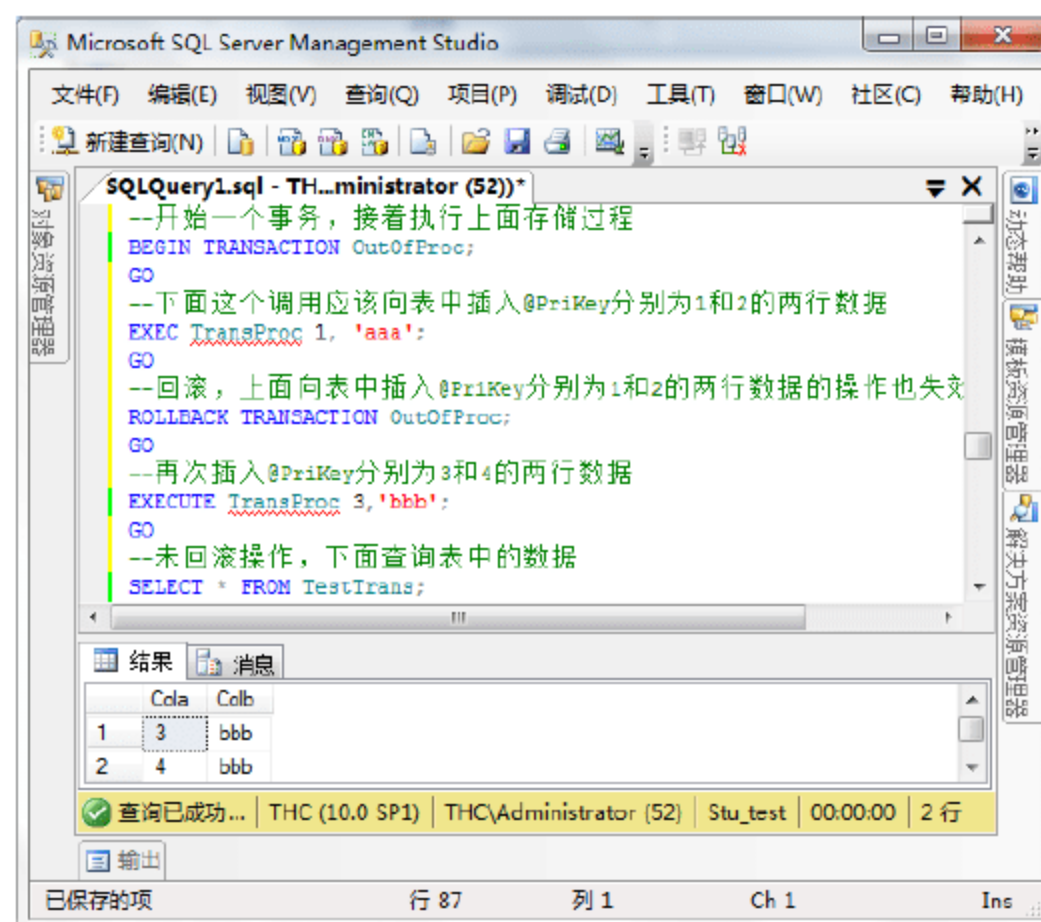 Microsoft SQL Server Management Studio
文件(F) 编辑(E) 视图(V) 查询(Q) 项目(P) 调试(D) 工具(T) 窗口(W) 社区(C) 帮助(H)
新建查询(N)
SQLQuery1.sql - TH...ministrator (52))*
对象资源管理器
--开始一个事务，接着执行上面存储过程
BEGIN TRANSACTION OutOfProc;
GO
--下面这个调用应该向表中插入@PriKey分别为1和2的两行数据
EXEC TransProc 1, 'aaa';
GO
--回滚，上面向表中插入@PriKey分别为1和2的两行数据的操作也失效
ROLLBACK TRANSACTION OutOfProc;
GO
--再次插入@PriKey分别为3和4的两行数据
EXECUTE TransProc 3,'bbb';
GO
--未回滚操作，下面查询表中的数据
SELECT * FROM TestTrans;
动态帮助
模板资源管理器
解决方案资源管理器
结果 消息
Cola Colb
1 3 bbb
2 4 bbb
查询已成功... THC (10.0 SP1) THC\Administrator (52) Stu_test 00:00:00 2 行
输出
已保存的项 行 87 列 1 Ch 1 Ins